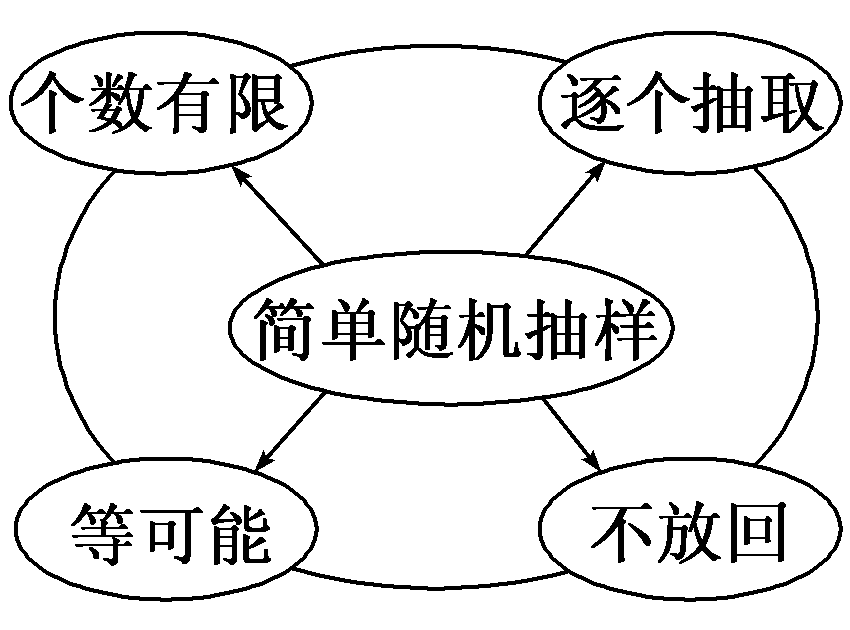 个数有限
逐个抽取
简单随机抽样
等可能
不放回